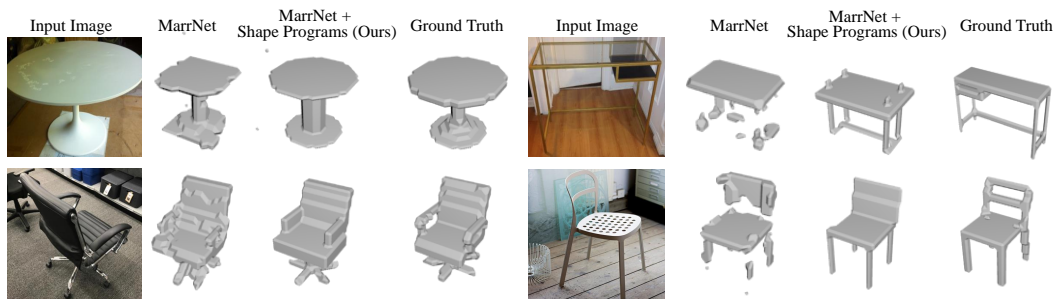 Input Image
MarrNet
MarrNet +
Shape Programs (Ours)
Ground Truth
Input Image
MarrNet
MarrNet +
Shape Programs (Ours)
Ground Truth